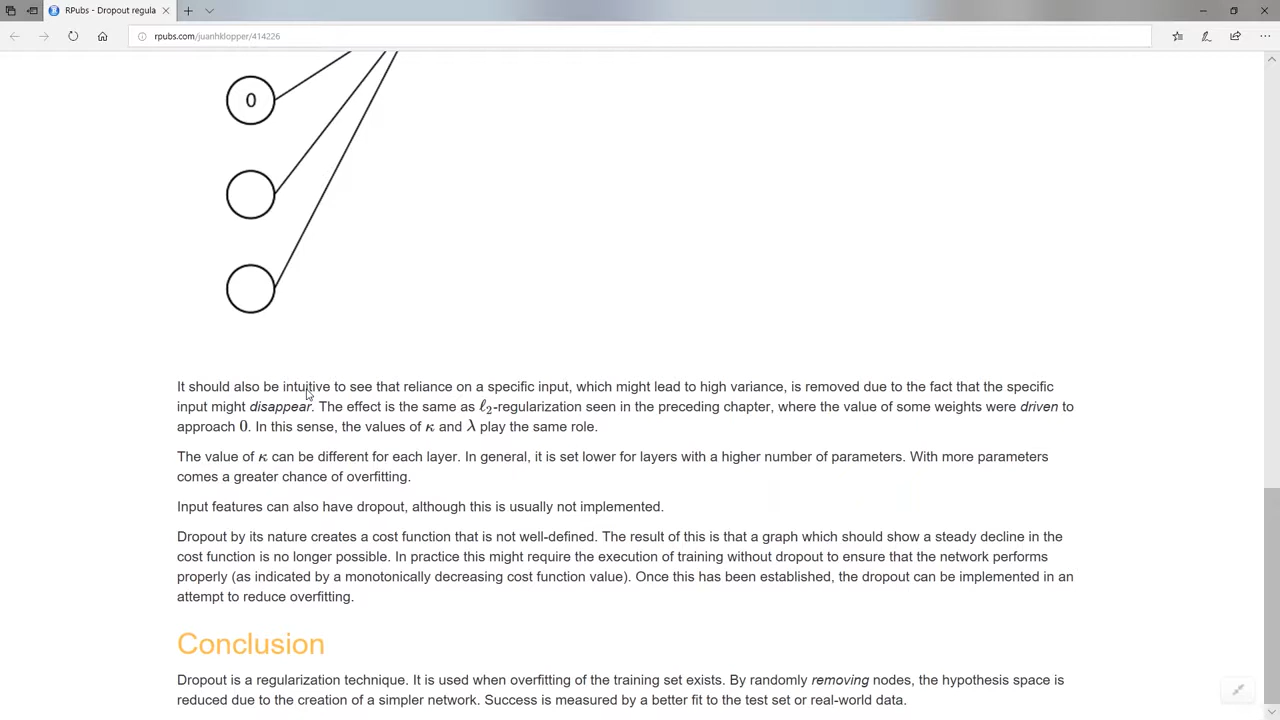 RPubs - Dropout regula
rpubs.com/juanhklopper/414226
0
It should also be intuitive to see that reliance on a specific input, which might lead to high variance, is removed due to the fact that the specific
input might disappear. The effect is the same as ℓ2-regularization seen in the preceding chapter, where the value of some weights were driven to
approach 0. In this sense, the values of κ and λ play the same role.
The value of κ can be different for each layer. In general, it is set lower for layers with a higher number of parameters. With more parameters
comes a greater chance of overfitting.
Input features can also have dropout, although this is usually not implemented.
Dropout by its nature creates a cost function that is not well-defined. The result of this is that a graph which should show a steady decline in the
cost function is no longer possible. In practice this might require the execution of training without dropout to ensure that the network performs
properly (as indicated by a monotonically decreasing cost function value). Once this has been established, the dropout can be implemented in an
attempt to reduce overfitting.
Conclusion
Dropout is a regularization technique. It is used when overfitting of the training set exists. By randomly removing nodes, the hypothesis space is
reduced due to the creation of a simpler network. Success is measured by a better fit to the test set or real-world data.